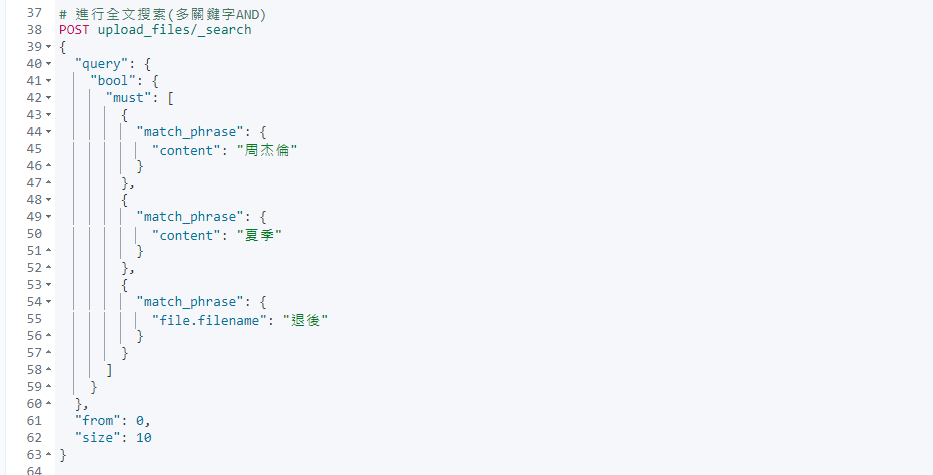 37 # 進行全文搜索(多關鍵字AND)
38 POST upload_files/_search
39 {
40 "query": {
41 "bool": {
42 "must": [
43 {
44 "match_phrase": {
45 "content": "周杰倫"
46 }
47 },
48 {
49 "match_phrase": {
50 "content": "夏季"
51 }
52 },
53 {
54 "match_phrase": {
55 "file.filename": "退後"
56 }
57 }
58 ]
59 }
60 },
61 "from": 0,
62 "size": 10
63 }
64